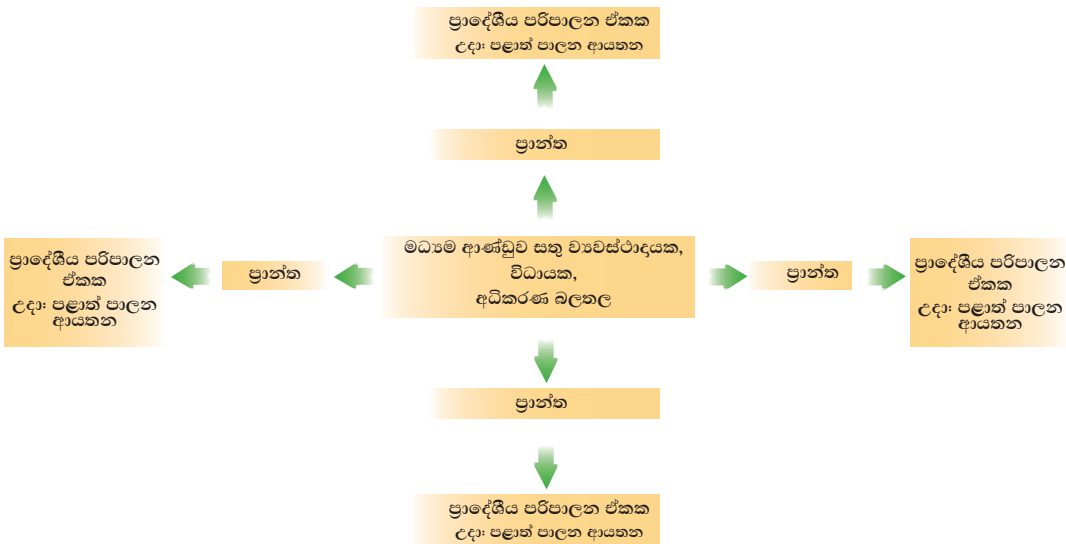 ප්‍රාදේශීය පරිපාලන ඒකක
උදා: පළාත් පාලන ආයතන
ප්‍රාන්ත
මධ්‍යම ආණ්ඩුව සතු ව්‍යවස්ථාදායක,
විධායක,
අධිකරණ බලතල
ප්‍රාන්ත
ප්‍රාදේශීය පරිපාලන
ඒකක
උදා: පළාත් පාලන
ආයතන
ප්‍රාන්ත
ප්‍රාදේශීය පරිපාලන
ඒකක
උදා: පළාත් පාලන
ආයතන
ප්‍රාන්ත
ප්‍රාදේශීය පරිපාලන ඒකක
උදා: පළාත් පාලන ආයතන